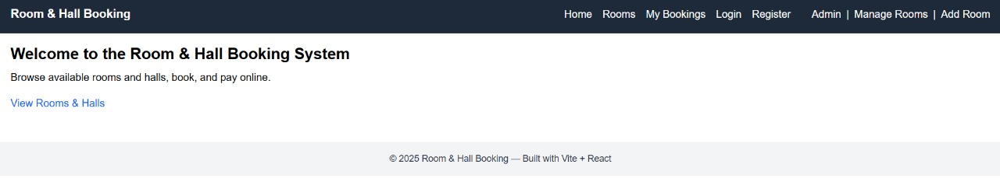 Room & Hall Booking
Home Rooms My Bookings Login Register Admin | Manage Rooms | Add Room
Welcome to the Room & Hall Booking System
Browse available rooms and halls, book, and pay online.
View Rooms & Halls
© 2025 Room & Hall Booking — Built with Vite + React